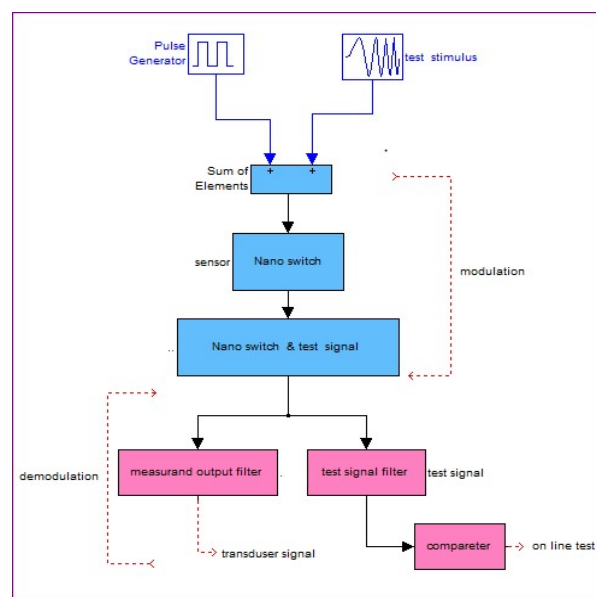 Pulse
Generator
test stimulus
+ +
Sum of
Elements
sensor
Nano switch
modulation
Nano switch & test signal
measurand output filter
test signal filter
test signal
demodulation
compareter
on line test
transduser signal